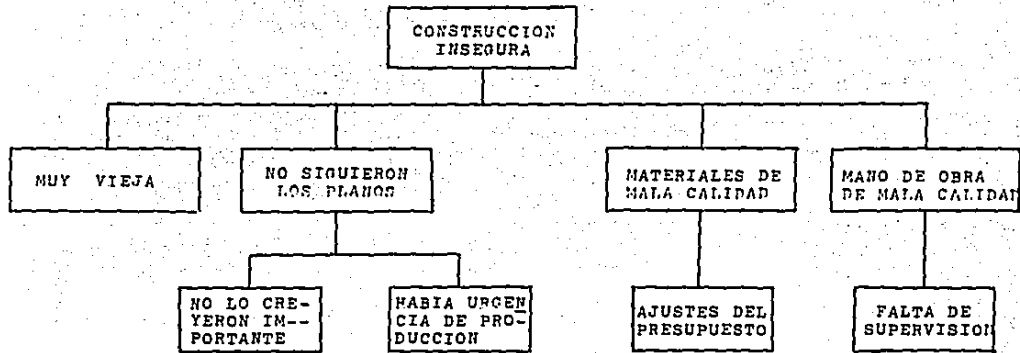 CONSTRUCCION
INSEGURA
MUY VIEJA
NO SIGUIERON
LOS PLANOS
MATERIALES DE
MALA CALIDAD
MANO DE OBRA
DE MALA CALIDAD
NO LO CRE-
YERON IM--
PORTANTE
HABIA URGEN
CIA DE PRO-
DUCCION
AJUSTES DEL
PRESUPUESTO
FALTA DE
SUPERVISION